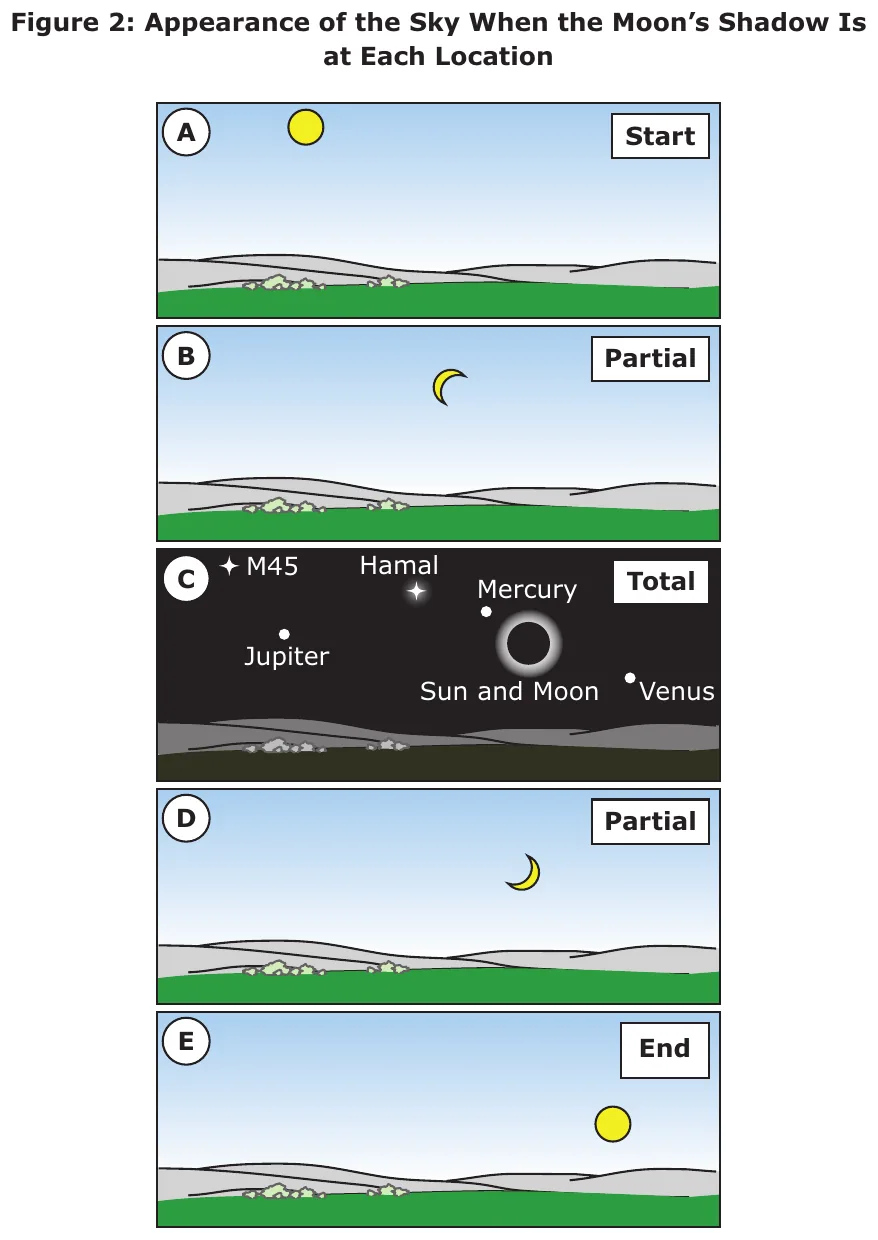 Figure 2: Appearance of the Sky When the Moon’s Shadow Is
at Each Location
A
Start
B
Partial
C
M45
Hamal
Total
Mercury
Jupiter
Sun and Moon
Venus
D
Partial
E
End